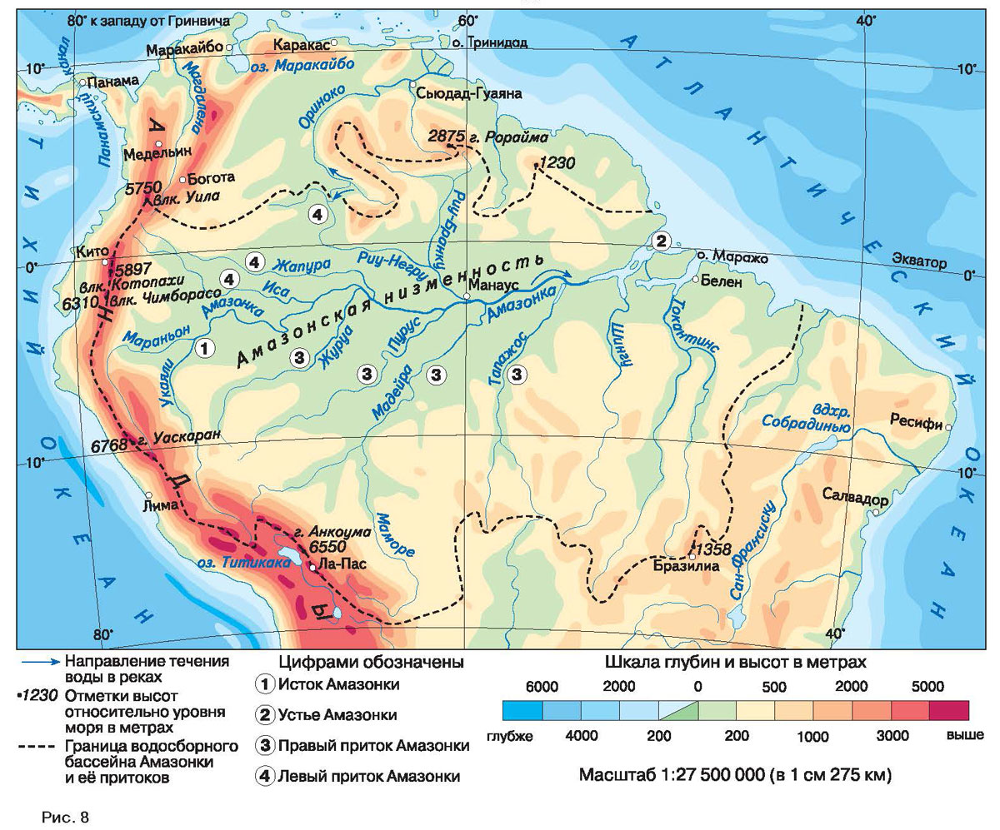 80° к западу от Гринвича
60°
40°
Маракайбо
Каракас
о. Тринидад
оз. Маракайбо
10°
10°
Панамский
канал
Панама
Магдалена
Ориноко
Сьюдад-Гуаяна
АТЛАНТИЧЕСКИЙ ОКЕАН
ТИХИЙ ОКЕАН
АНДЫ
Медельин
2875 г. Рорайма
1230
5750
влк. Уила
Богота
4
Риу-Бранку
2
Кито
0°
5897
влк. Котопахи
6310 влк. Чимборасо
4
4
Жапура
Риу-Негру
Иса
Амазонка
Амазонская низменность
Манаус
Амазонка
о. Маражо
Белен
Экватор
0°
Мараньон
1
Укаяли
3
Журуа
Пурус
3
Мадейра
3
Тапажос
3
Шингу
Токантинс
вдхр.
Собрадинью
Ресифи
6768 г. Уаскаран
10°
10°
Лима
Салвадор
г. Анкоума
6550
оз. Титикака
Ла-Пас
Маморе
1358
Бразилиа
Сан-Франсиску
80°
60°
40°
Направление течения
воды в реках
•1230 Отметки высот
относительно уровня
моря в метрах
Граница водосборного
бассейна Амазонки
и её притоков
Цифрами обозначены
1 Исток Амазонки
2 Устье Амазонки
3 Правый приток Амазонки
4 Левый приток Амазонки
Шкала глубин и высот в метрах
6000 2000 0 500 2000 5000
глубже 4000 200 200 1000 3000 выше
Масштаб 1:27 500 000 (в 1 см 275 км)
Рис. 8